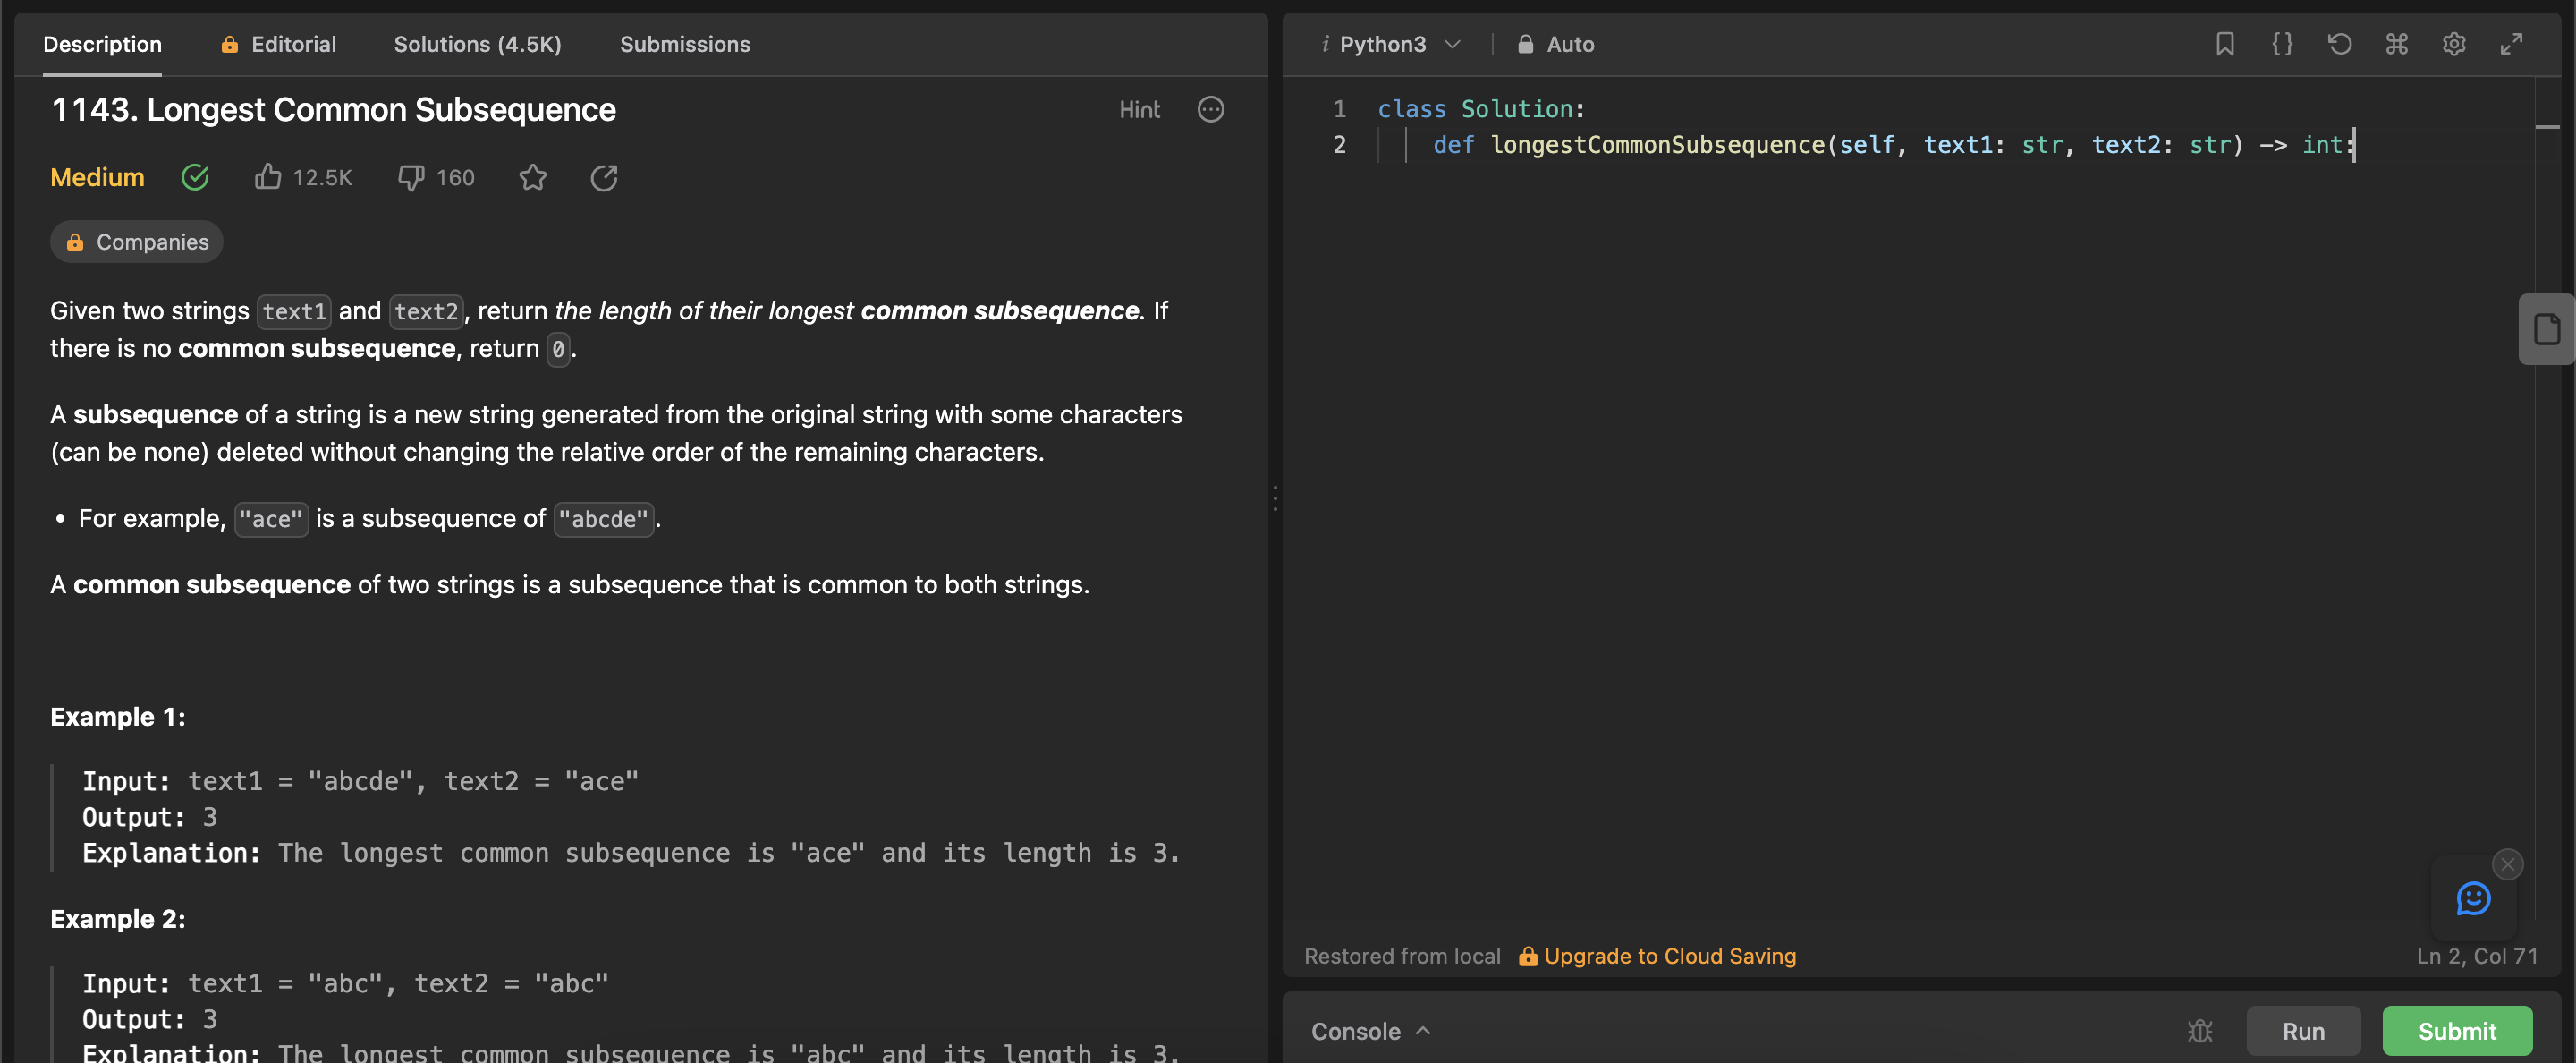 Description
Editorial
Solutions (4.5K)
Submissions
1143. Longest Common Subsequence
Hint
Medium
12.5K
160
Companies
Given two strings text1 and text2, return the length of their longest common subsequence. If
there is no common subsequence, return 0.
A subsequence of a string is a new string generated from the original string with some characters
(can be none) deleted without changing the relative order of the remaining characters.
• For example, "ace" is a subsequence of "abcde".
A common subsequence of two strings is a subsequence that is common to both strings.
Example 1:
Input: text1 = "abcde", text2 = "ace"
Output: 3
Explanation: The longest common subsequence is "ace" and its length is 3.
Example 2:
Input: text1 = "abc", text2 = "abc"
Output: 3
Explanation: The longest common subsequence is "abc" and its length is 3.
i Python3
Auto
{}
1 class Solution:
2 def longestCommonSubsequence(self, text1: str, text2: str) -> int:
Restored from local
Upgrade to Cloud Saving
Ln 2, Col 71
Console
Run
Submit